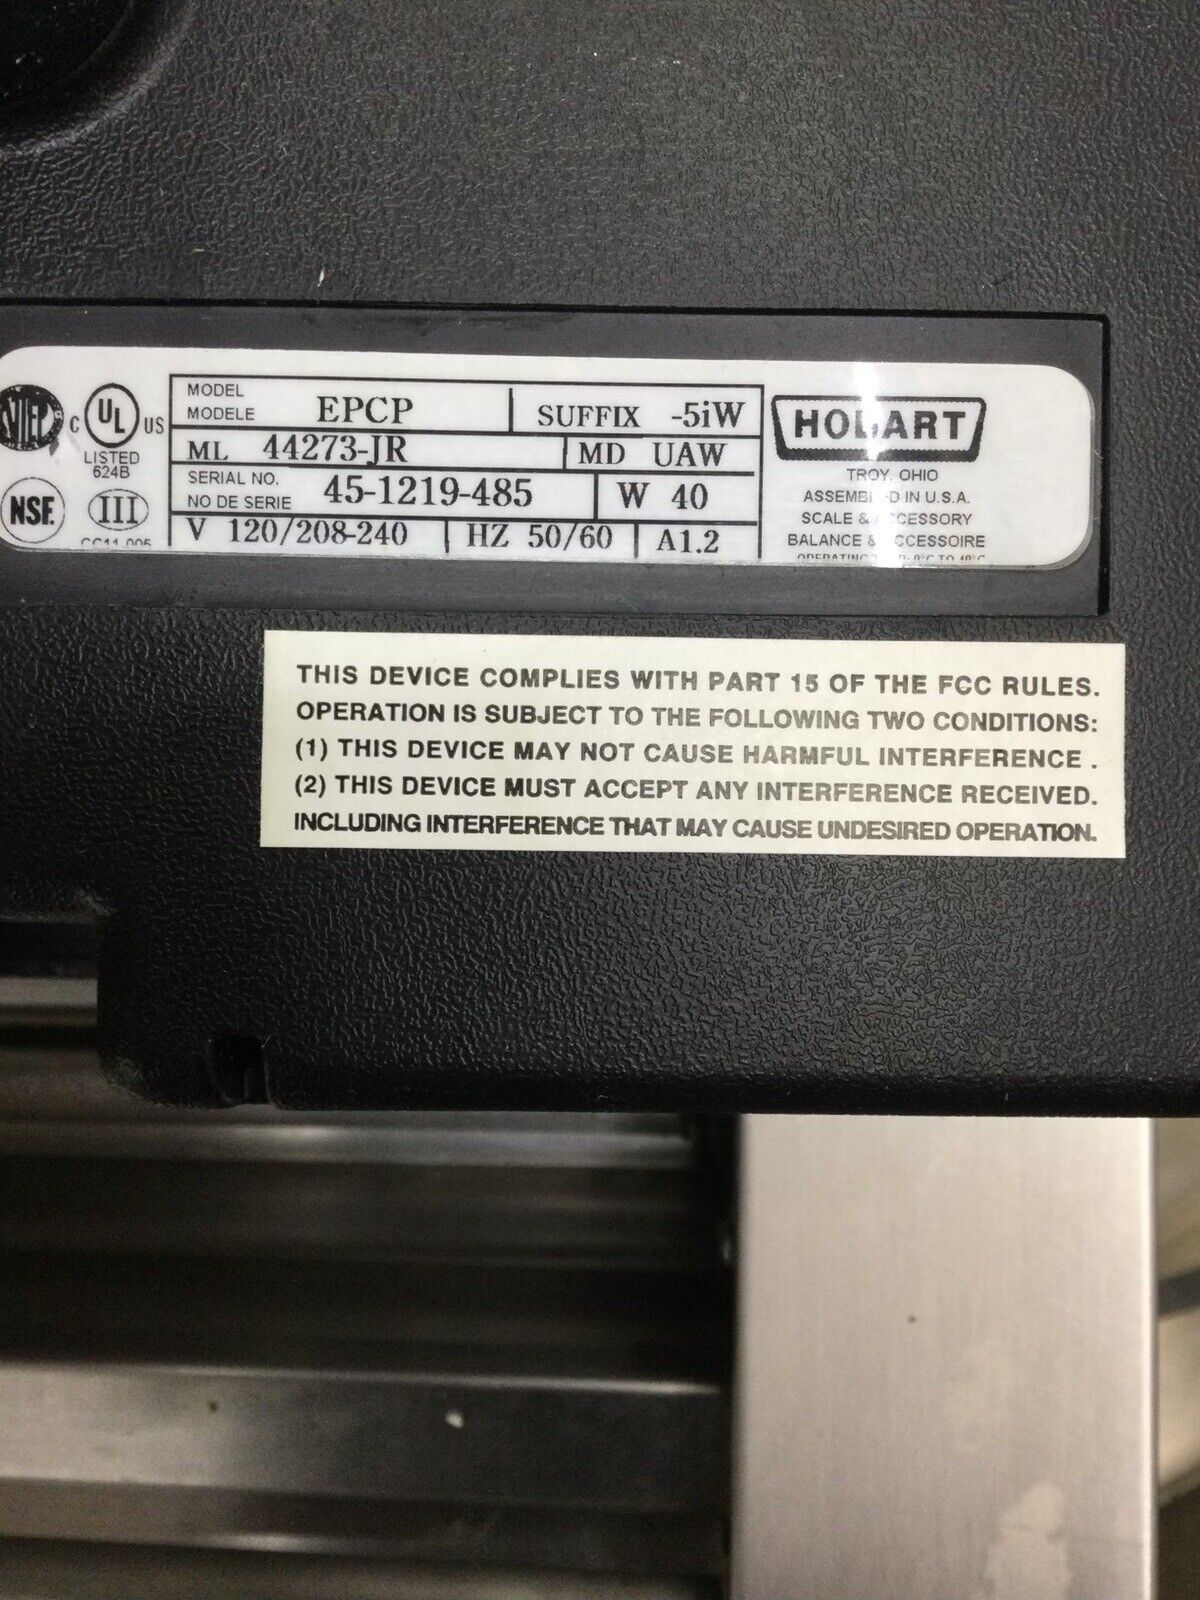 MODEL
MODELE EPCP SUFFIX -5iW
ML 44273-JR MD UAW
SERIAL NO.
NO DE SERIE 45-1219-485 W 40
V 120/208-240 HZ 50/60 A1.2
NTEP
C UL US
LISTED
624B
NSF.
III
HOBART
TROY, OHIO
IN U.S.A.
SCALE &
BALANCE &
THIS DEVICE COMPLIES WITH PART 15 OF THE FCC RULES.
OPERATION IS SUBJECT TO THE FOLLOWING TWO CONDITIONS:
(1) THIS DEVICE MAY NOT CAUSE HARMFUL INTERFERENCE .
(2) THIS DEVICE MUST ACCEPT ANY INTERFERENCE RECEIVED.
INCLUDING INTERFERENCE THAT MAY CAUSE UNDESIRED OPERATION.